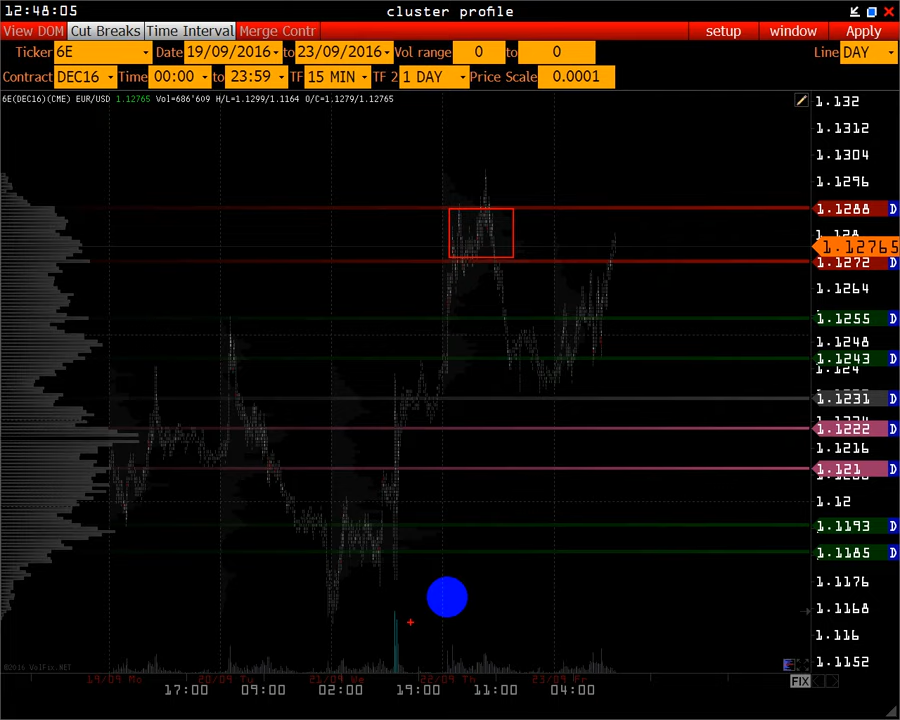 12:48:05 cluster profile
View DOM Cut Breaks Time Interval Merge Contr setup window Apply
Ticker 6E Date 19/09/2016 to 23/09/2016 Vol range 0 to 0 Line DAY
Contract DEC16 Time 00:00 to 23:59 TF 15 MIN TF 2 1 DAY Price Scale 0.0001
6E(DEC16)(CME) EUR/USD 1.12765 Vol=686'609 H/L=1.1299/1.1164 O/C=1.1279/1.12765
1.132
1.1312
1.1304
1.1296
1.1288 D
1.128
1.12765
1.1272 D
1.1264
1.1255 D
1.1248
1.1243 D
1.124
1.1231 D
1.1222 D
1.1216
1.121 D
1.12
1.1193 D
1.1185 D
1.1176
1.1168
1.116
1.1152
©2016 VolFix.NET
19/09 Mo 20/09 Tu 21/09 We 22/09 Th 23/09 Fr FIX
17:00 09:00 02:00 19:00 11:00 04:00